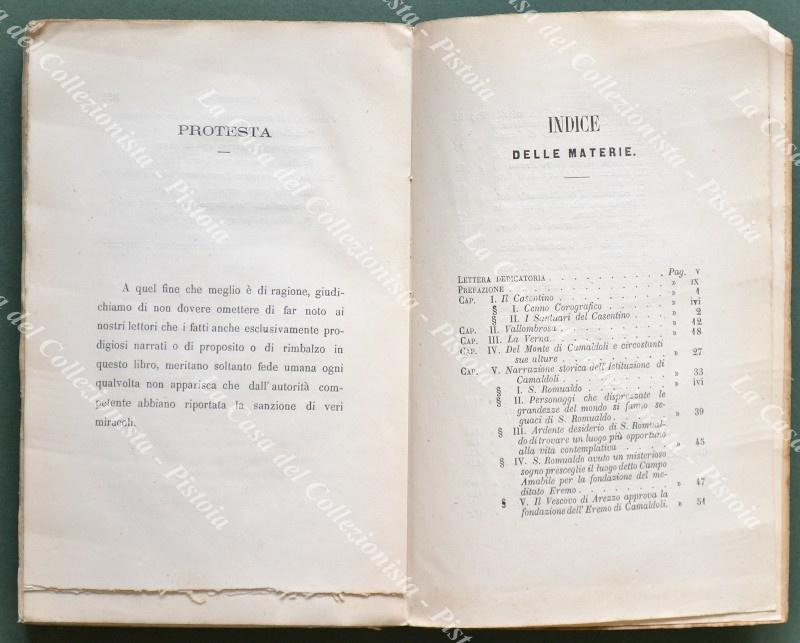 PROTESTA
A quel fine che meglio è di ragione, giudi-
chiamo di non dovere omettere di far noto ai
nostri lettori che i fatti anche esclusivamente pro-
digiosi narrati o di proposito o di rimbalzo in
questo libro, meritano soltanto fede umana ogni
qualvolta non apparisca che dall'autorità com-
petente abbiano riportata la sanzione di veri
miracoli.
INDICE
DELLE MATERIE.
LETTERA DEDICATORIA . . . . . . . . . . Pag. V
PREFAZIONE . . . . . . . . . . » IX
CAP. I. Il Casentino . . . . . . . . . . » 1
§ I. Cenno Corografico . . . . . . . . » ivi
§ II. I Santuari del Casentino . . . . . . » 2
CAP. II. Vallombrosa . . . . . . . . . . » 12
CAP. III. La Verna . . . . . . . . . . » 18
CAP. IV. Del Monte di Camaldoli e circostanti
sue alture . . . . . . . . . . » 27
CAP. V. Narrazione storica dell'Istituzione di
Camaldoli . . . . . . . . . . » 33
§ I. S. Romualdo . . . . . . . . . . » ivi
§ II. Personaggi che disprezzate le
grandezze del mondo si fanno se-
guaci di S. Romualdo . . . . . . » 39
§ III. Ardente desiderio di S. Romual-
do di trovare un luogo più opportuno
alla vita contemplativa . . . . . . » 45
§ IV. S. Romualdo avuto un misterioso
sogno presceglie il luogo detto Campo
Amabile per la fondazione del me-
ditato Eremo . . . . . . . . . . » 47
§ V. Il Vescovo di Arezzo approva la
fondazione dell'Eremo di Camaldoli. » 51
La Casa del Collezionista - Pistoia